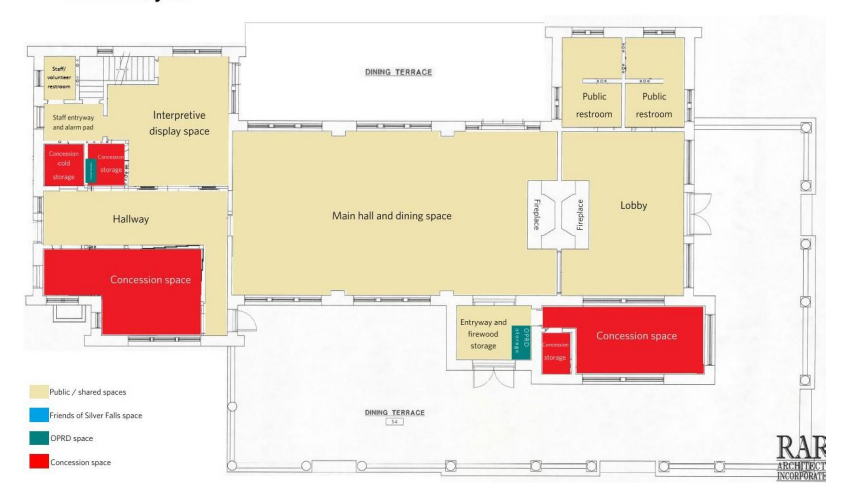 DINING TERRACE
Staff/
volunteer
restroom
Public
restroom
Public
restroom
Staff entryway
and alarm pad
Interpretive
display space
Concession
cold
storage
Concession
storage
Hallway
Main hall and dining space
Fireplace
Fireplace
Lobby
Concession space
Entryway and
firewood
storage
OPRD
storage
Concession
storage
Concession space
Public / shared spaces
Friends of Silver Falls space
OPRD space
Concession space
DINING TERRACE
54
RAR
ARCHITECT
INCORPORATE